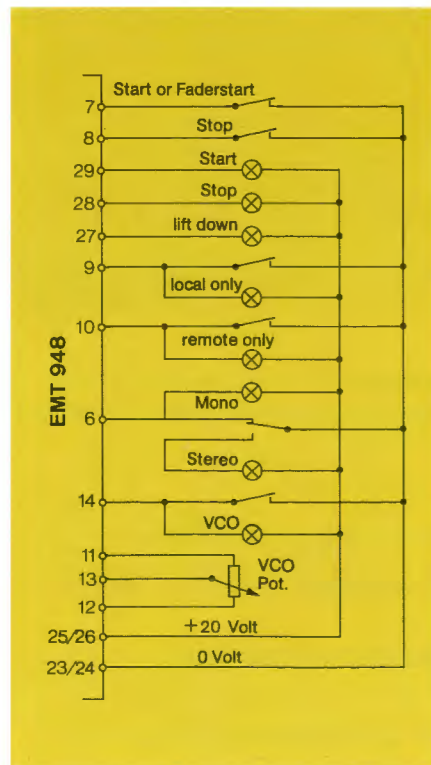 Start or Faderstart
7
Stop
8
Start
29
Stop
28
lift down
27
9
local only
10
remote only
EMT 948
Mono
6
Stereo
14
VCO
11
VCO
13
Pot.
12
+20 Volt
25/26
0 Volt
23/24